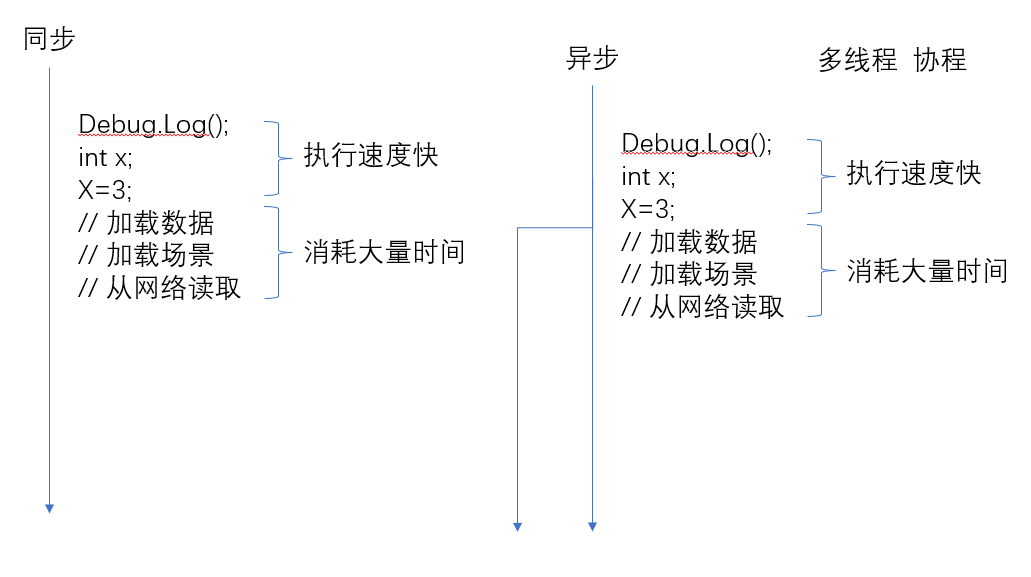 同步
Debug.Log();
int x;
X=3;
// 加载数据
// 加载场景
// 从网络读取
执行速度快
消耗大量时间
异步
多线程 协程
Debug.Log();
int x;
X=3;
// 加载数据
// 加载场景
// 从网络读取
执行速度快
消耗大量时间